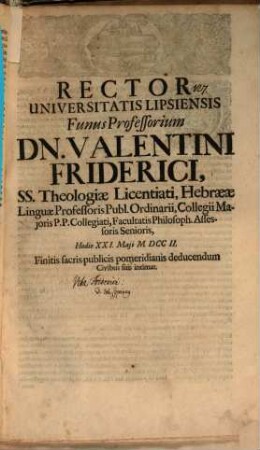 RECTOR
UNIVERSITATIS LIPSIENSIS
Funus Professorium
DN. VALENTINI
FRIDERICI,
SS. Theologiæ Licentiati, Hebrææ
Linguæ Professoris Publ. Ordinarii, Collegii Ma-
joris P.P. Collegiati, Facultatis Philosoph. Asses-
soris Senioris,
Hodie XXI Maji M DCC II.
Finitis sacris publicis pomeridianis deducendum
Civibus suis intimat.